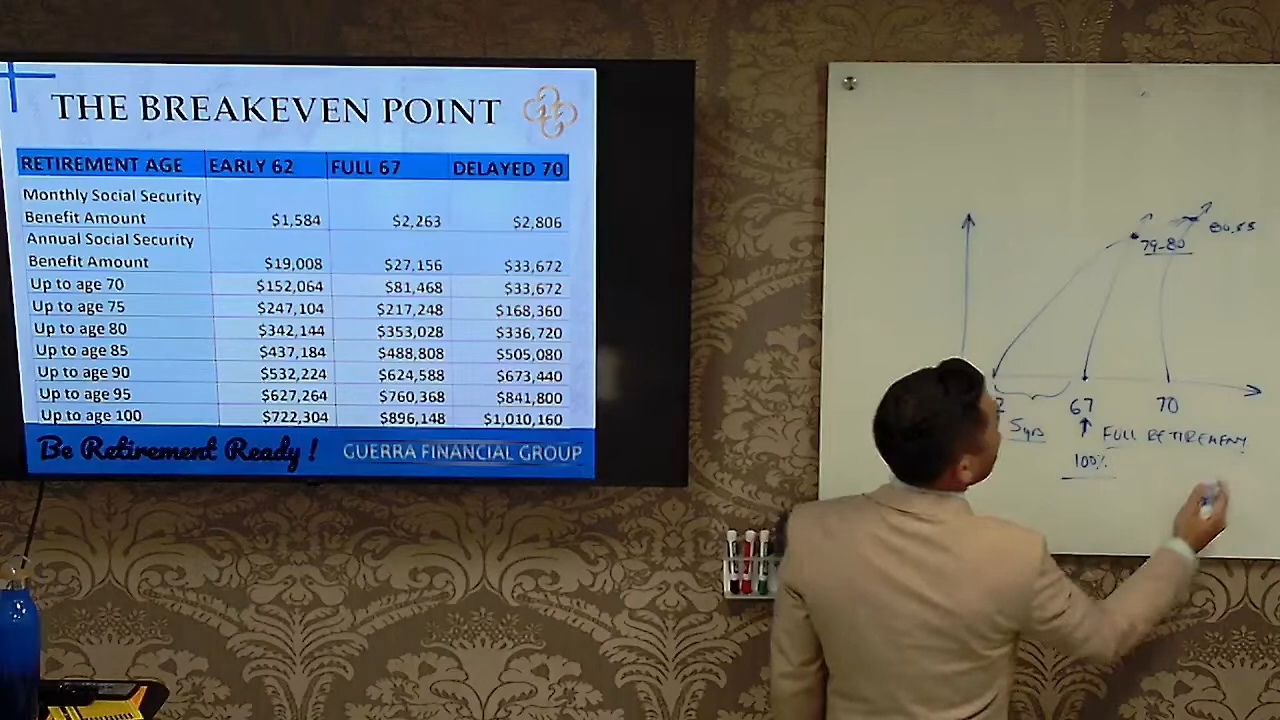 THE BREAKEVEN POINT
RETIREMENT AGE EARLY 62 FULL 67 DELAYED 70
Monthly Social Security
Benefit Amount $1,584 $2,263 $2,806
Annual Social Security
Benefit Amount $19,008 $27,156 $33,672
Up to age 70 $152,064 $81,468 $33,672
Up to age 75 $247,104 $217,248 $168,360
Up to age 80 $342,144 $353,028 $336,720
Up to age 85 $437,184 $488,808 $505,080
Up to age 90 $532,224 $624,588 $673,440
Up to age 95 $627,264 $760,368 $841,800
Up to age 100 $722,304 $896,148 $1,010,160
Be Retirement Ready !
GUERRA FINANCIAL GROUP
79-80
67 70
5yrs
FULL RETIREMENT
100%